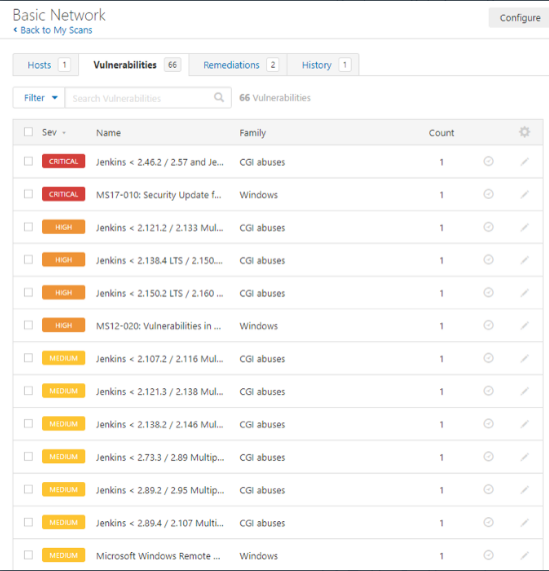 Basic Network
Configure
Back to My Scans
Hosts 1 Vulnerabilities 66 Remediations 2 History 1
Filter Search Vulnerabilities 66 Vulnerabilities
Sev Name Family Count
CRITICAL Jenkins < 2.46.2 / 2.57 and Je... CGI abuses 1
CRITICAL MS17-010: Security Update f... Windows 1
HIGH Jenkins < 2.121.2 / 2.133 Mul... CGI abuses 1
HIGH Jenkins < 2.138.4 LTS / 2.150.... CGI abuses 1
HIGH Jenkins < 2.150.2 LTS / 2.160 ... CGI abuses 1
HIGH MS12-020: Vulnerabilities in ... Windows 1
MEDIUM Jenkins < 2.107.2 / 2.116 Mul... CGI abuses 1
MEDIUM Jenkins < 2.121.3 / 2.138 Mul... CGI abuses 1
MEDIUM Jenkins < 2.138.2 / 2.146 Mul... CGI abuses 1
MEDIUM Jenkins < 2.73.3 / 2.89 Multip... CGI abuses 1
MEDIUM Jenkins < 2.89.2 / 2.95 Multip... CGI abuses 1
MEDIUM Jenkins < 2.89.4 / 2.107 Multi... CGI abuses 1
MEDIUM Microsoft Windows Remote ... Windows 1